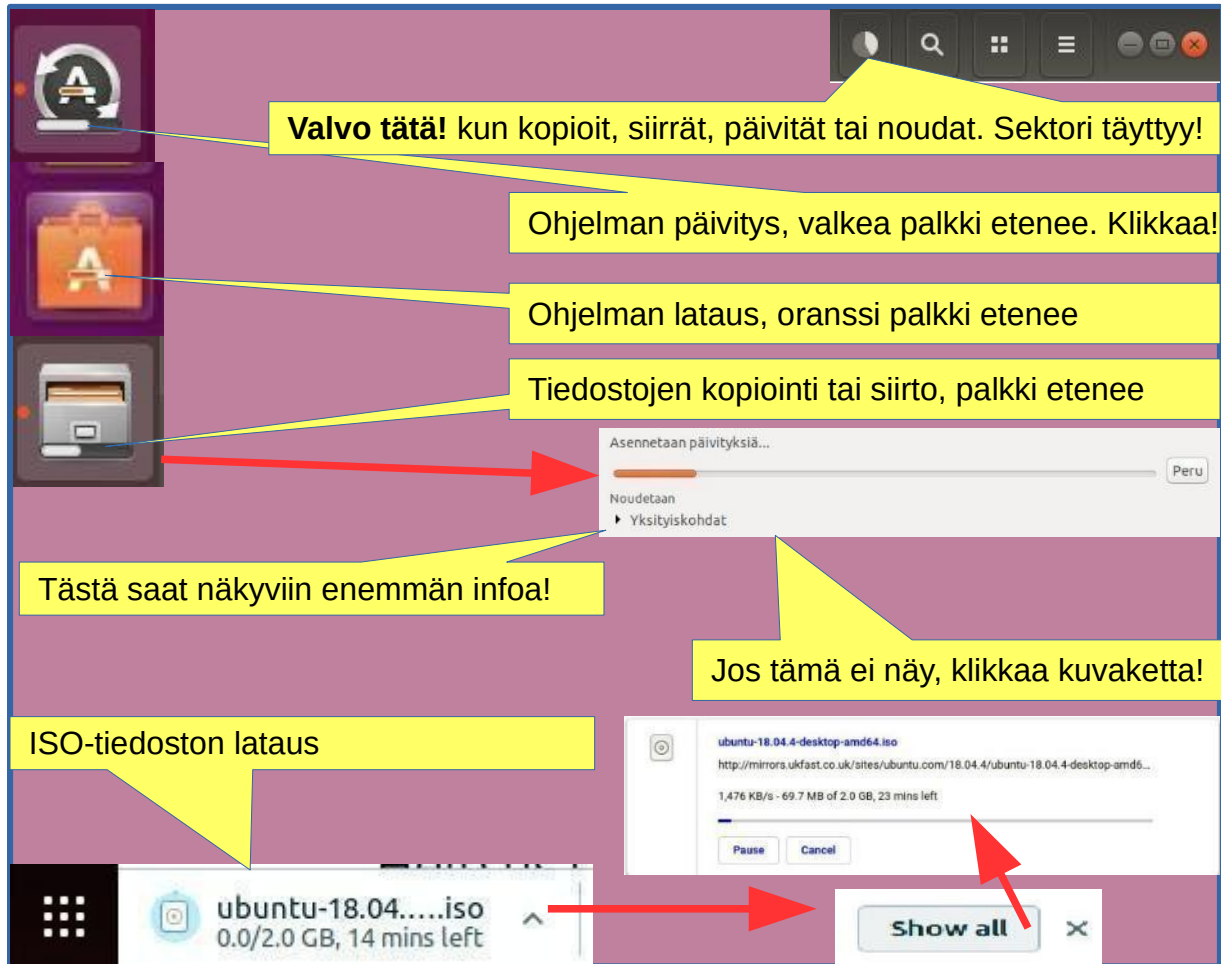 Valvo tätä! kun kopioit, siirrät, päivität tai noudat. Sektori täyttyy!
Ohjelman päivitys, valkea palkki etenee. Klikkaa!
Ohjelman lataus, oranssi palkki etenee
Tiedostojen kopiointi tai siirto, palkki etenee
Asennetaan päivityksiä...
Peru
Noudetaan
Yksityiskohdat
Tästä saat näkyviin enemmän infoa!
Jos tämä ei näy, klikkaa kuvaketta!
ISO-tiedoston lataus
ubuntu-18.04.4-desktop-amd64.iso
http://mirrors.ukfast.co.uk/sites/ubuntu.com/18.04.4/ubuntu-18.04.4-desktop-amd6...
1,476 KB/s - 69.7 MB of 2.0 GB, 23 mins left
Pause Cancel
ubuntu-18.04.....iso
0.0/2.0 GB, 14 mins left
Show all